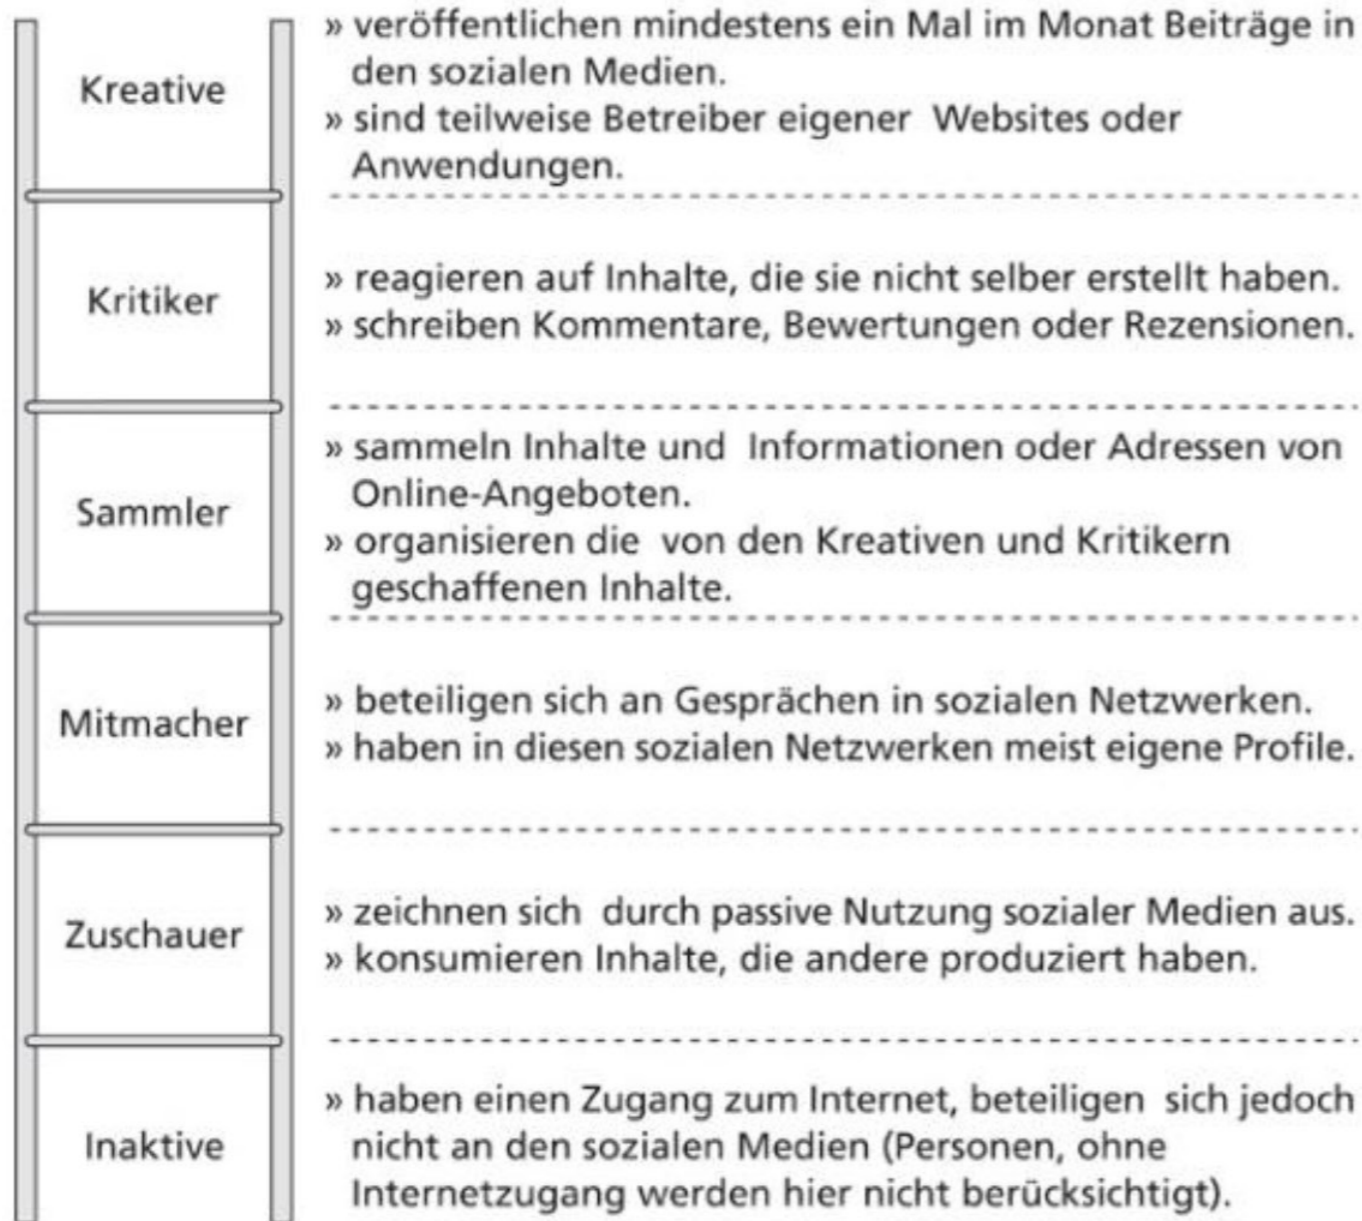 Kreative
» veröffentlichen mindestens ein Mal im Monat Beiträge in
den sozialen Medien.
» sind teilweise Betreiber eigener Websites oder
Anwendungen.
Kritiker
» reagieren auf Inhalte, die sie nicht selber erstellt haben.
» schreiben Kommentare, Bewertungen oder Rezensionen.
Sammler
» sammeln Inhalte und Informationen oder Adressen von
Online-Angeboten.
» organisieren die von den Kreativen und Kritikern
geschaffenen Inhalte.
Mitmacher
» beteiligen sich an Gesprächen in sozialen Netzwerken.
» haben in diesen sozialen Netzwerken meist eigene Profile.
Zuschauer
» zeichnen sich durch passive Nutzung sozialer Medien aus.
» konsumieren Inhalte, die andere produziert haben.
Inaktive
» haben einen Zugang zum Internet, beteiligen sich jedoch
nicht an den sozialen Medien (Personen, ohne
Internetzugang werden hier nicht berücksichtigt).